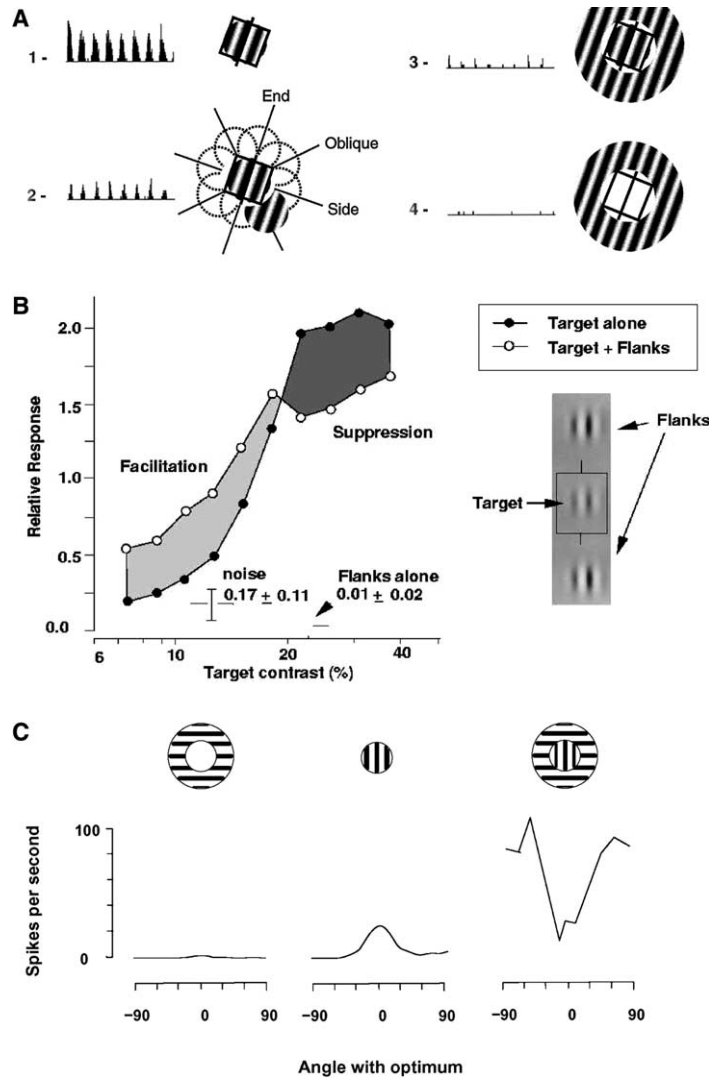 A
1 -
3 -
End
Oblique
Side
2 -
4 -
B
Relative Response
2.0
1.5
1.0
0.5
0.0
Facilitation
Suppression
noise
0.17 ± 0.11
Flanks alone
0.01 ± 0.02
6
10
20
40
Target contrast (%)
Target alone
Target + Flanks
Flanks
Target
C
Spikes per second
100
0
−90 0 90
−90 0 90
−90 0 90
Angle with optimum